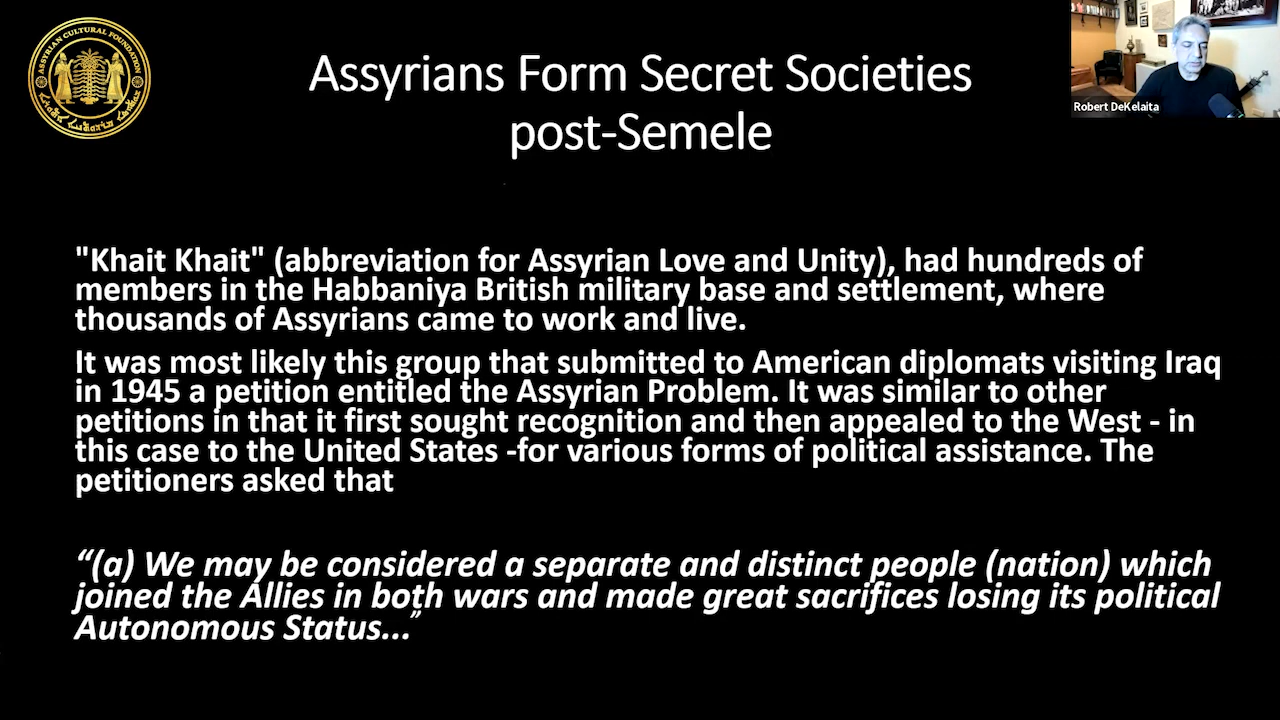 ASSYRIAN CULTURAL FOUNDATION
Robert DeKelaita
Assyrians Form Secret Societies
post-Semele
"Khait Khait" (abbreviation for Assyrian Love and Unity), had hundreds of
members in the Habbaniya British military base and settlement, where
thousands of Assyrians came to work and live.
It was most likely this group that submitted to American diplomats visiting Iraq
in 1945 a petition entitled the Assyrian Problem. It was similar to other
petitions in that it first sought recognition and then appealed to the West - in
this case to the United States -for various forms of political assistance. The
petitioners asked that
“(a) We may be considered a separate and distinct people (nation) which
joined the Allies in both wars and made great sacrifices losing its political
Autonomous Status...”